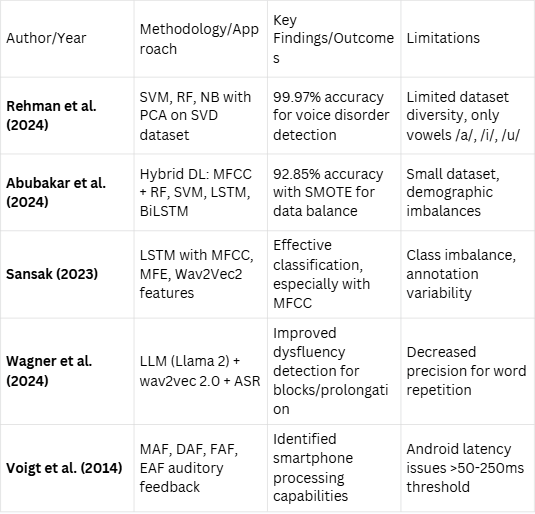 Author/Year
Methodology/App
roach
Key
Findings/Outcome
s
Limitations
Rehman et al.
(2024)
SVM, RF, NB with
PCA on SVD
dataset
99.97% accuracy
for voice disorder
detection
Limited dataset
diversity, only
vowels /a/, /i/, /u/
Abubakar et al.
(2024)
Hybrid DL: MFCC
+ RF, SVM, LSTM,
BiLSTM
92.85% accuracy
with SMOTE for
data balance
Small dataset,
demographic
imbalances
Sansak (2023)
LSTM with MFCC,
MFE, Wav2Vec2
features
Effective
classification,
especially with
MFCC
Class imbalance,
annotation
variability
Wagner et al.
(2024)
LLM (Llama 2) +
wav2vec 2.0 + ASR
Improved
dysfluency
detection for
blocks/prolongati
on
Decreased
precision for word
repetition
Voigt et al. (2014)
MAF, DAF, FAF,
EAF auditory
feedback
Identified
smartphone
processing
capabilities
Android latency
issues >50-250ms
threshold